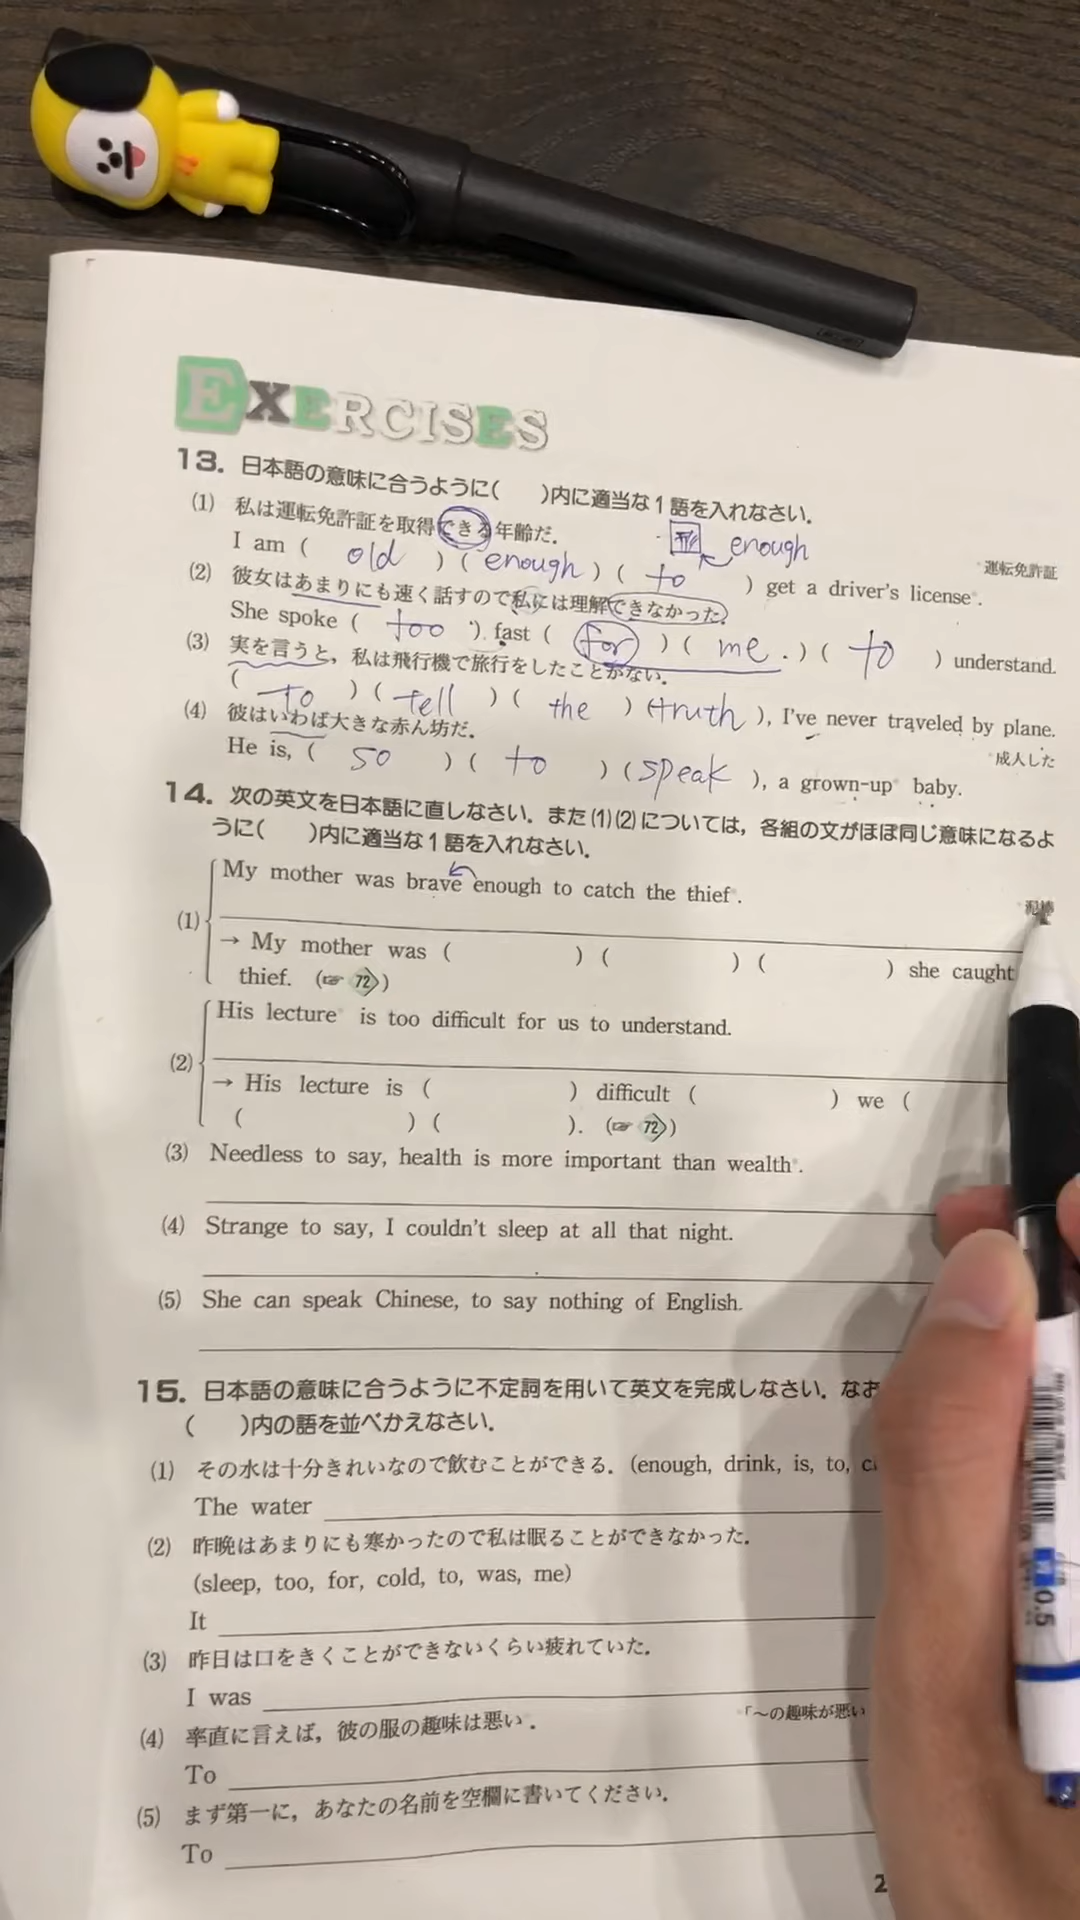 EXERCISES
13. 日本語の意味に合うように(　　)内に適当な1語を入れなさい．
(1) 私は運転免許証を取得できる年齢だ．
形 enough
運転免許証
I am ( old ) ( enough ) ( to ) get a driver's license.
(2) 彼女はあまりにも速く話すので私には理解できなかった．
She spoke ( too ) fast ( for ) ( me ) ( to ) understand.
(3) 実を言うと，私は飛行機で旅行をしたことがない．
( To ) ( tell ) ( the ) ( truth ), I've never traveled by plane.
(4) 彼はいわば大きな赤ん坊だ．
成人した
He is, ( so ) ( to ) ( speak ), a grown-up baby.
14. 次の英文を日本語に直しなさい．また(1)(2)については，各組の文がほぼ同じ意味になるよ
うに(　　)内に適当な1語を入れなさい．
(1) My mother was brave enough to catch the thief.
泥棒
→ My mother was (　　) (　　) (　　) she caught
thief. (☞ 72)
(2) His lecture is too difficult for us to understand.
→ His lecture is (　　) difficult (　　) we (
(　　) (　　). (☞ 72)
(3) Needless to say, health is more important than wealth.
(4) Strange to say, I couldn't sleep at all that night.
(5) She can speak Chinese, to say nothing of English.
15. 日本語の意味に合うように不定詞を用いて英文を完成しなさい．なお
(　　)内の語を並べかえなさい．
(1) その水は十分きれいなので飲むことができる．(enough, drink, is, to,
The water
(2) 昨晩はあまりにも寒かったので私は眠ることができなかった．
(sleep, too, for, cold, to, was, me)
It
(3) 昨日は口をきくことができないくらい疲れていた．
I was
(4) 率直に言えば，彼の服の趣味は悪い．
「〜の趣味が悪い
To
(5) まず第一に，あなたの名前を空欄に書いてください．
To
2
0.5